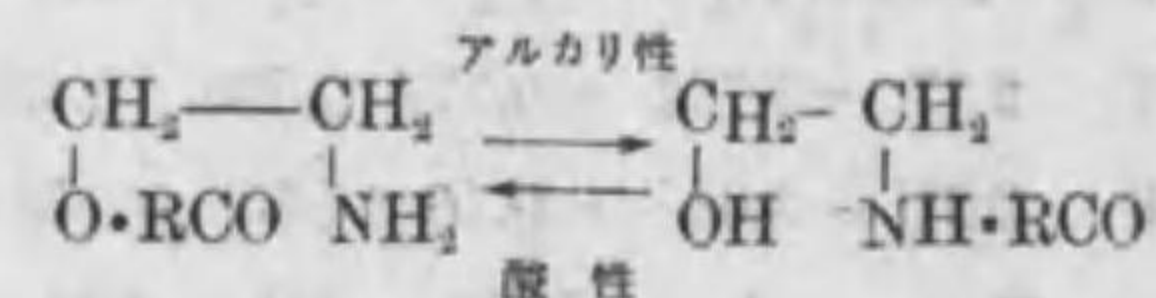 アルカリ性
CH₂—CH₂ CH₂-CH₂
O•RCO NH₂ OH NH•RCO
酸性